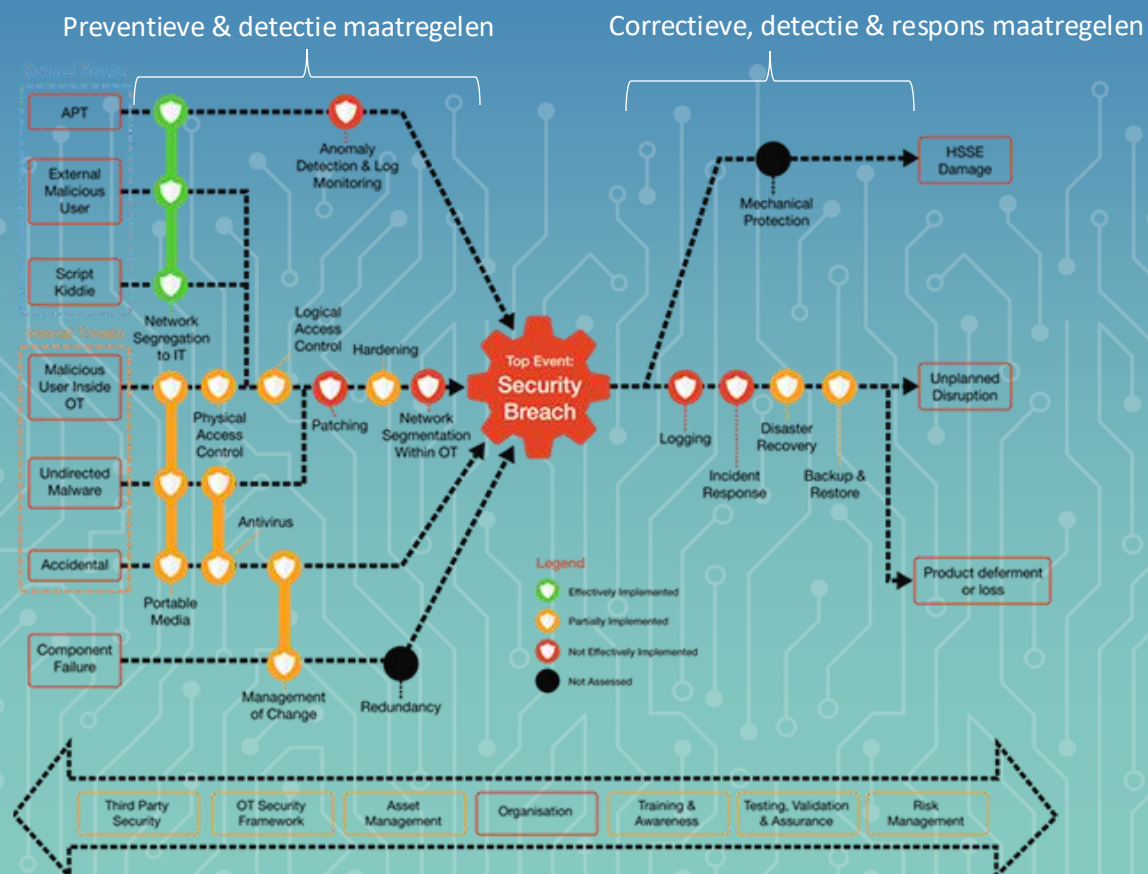 Preventieve & detectie maatregelen
Correctieve, detectie & respons maatregelen
External Threats
APT
External
Malicious
User
Script
Kiddie
Anomaly
Detection & Log
Monitoring
Network
Segregation
to IT
Internal Threats
Malicious
User Inside
OT
Undirected
Malware
Accidental
Component
Failure
Physical
Access
Control
Logical
Access
Control
Patching
Hardening
Network
Segmentation
Within OT
Antivirus
Portable
Media
Management
of Change
Redundancy
Top Event:
Security
Breach
Mechanical
Protection
HSSE
Damage
Logging
Incident
Response
Disaster
Recovery
Backup &
Restore
Unplanned
Disruption
Product deferment
or loss
Legend
Effectively Implemented
Partially Implemented
Not Effectively Implemented
Not Assessed
Third Party
Security
OT Security
Framework
Asset
Management
Organisation
Training &
Awareness
Testing, Validation
& Assurance
Risk
Management